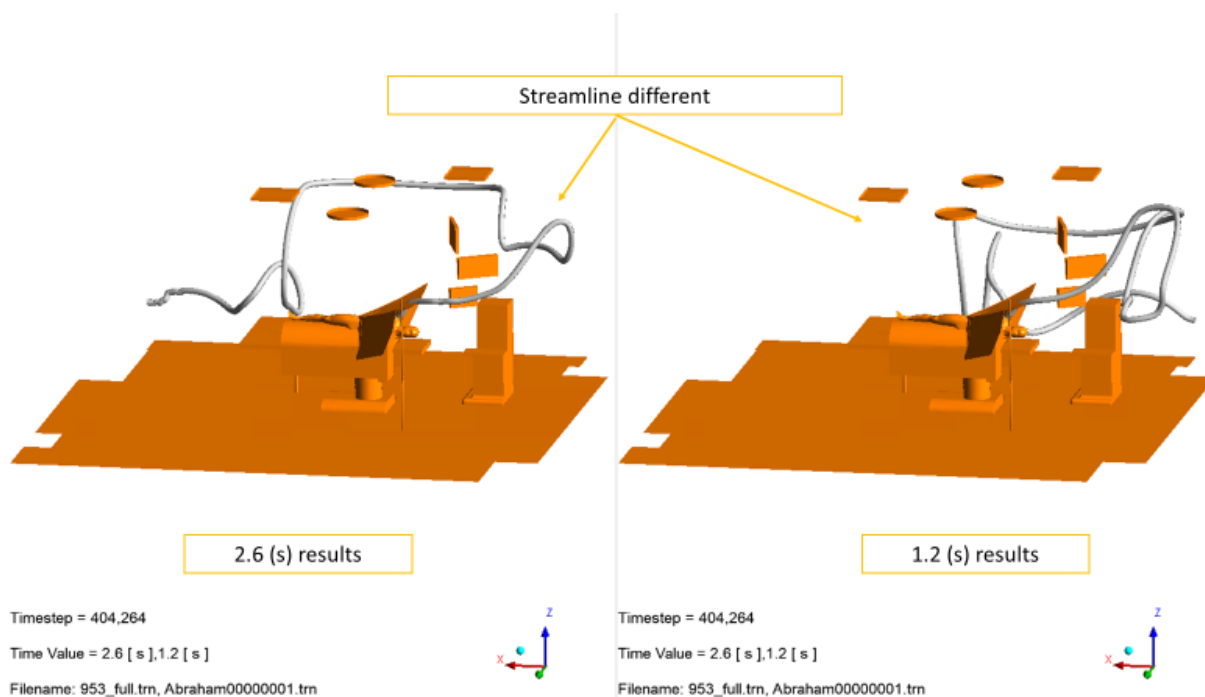 Streamline different
2.6 (s) results
1.2 (s) results
Timestep = 404,264
Time Value = 2.6 [ s ],1.2 [ s ]
Filename: 953_full.trn, Abraham00000001.trn
Z
X
Timestep = 404,264
Time Value = 2.6 [ s ],1.2 [ s ]
Filename: 953_full.trn, Abraham00000001.trn
Z
X